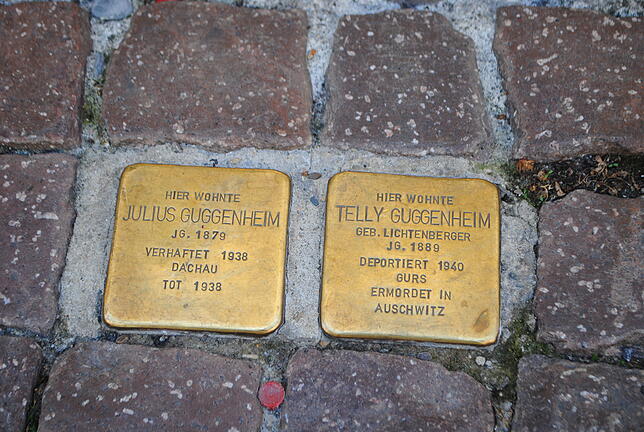 HIER WOHNTE
JULIUS GUGGENHEIM
JG. 1879
VERHAFTET 1938
DACHAU
TOT 1938
HIER WOHNTE
TELLY GUGGENHEIM
GEB. LICHTENBERGER
JG. 1889
DEPORTIERT 1940
GURS
ERMORDET IN
AUSCHWITZ